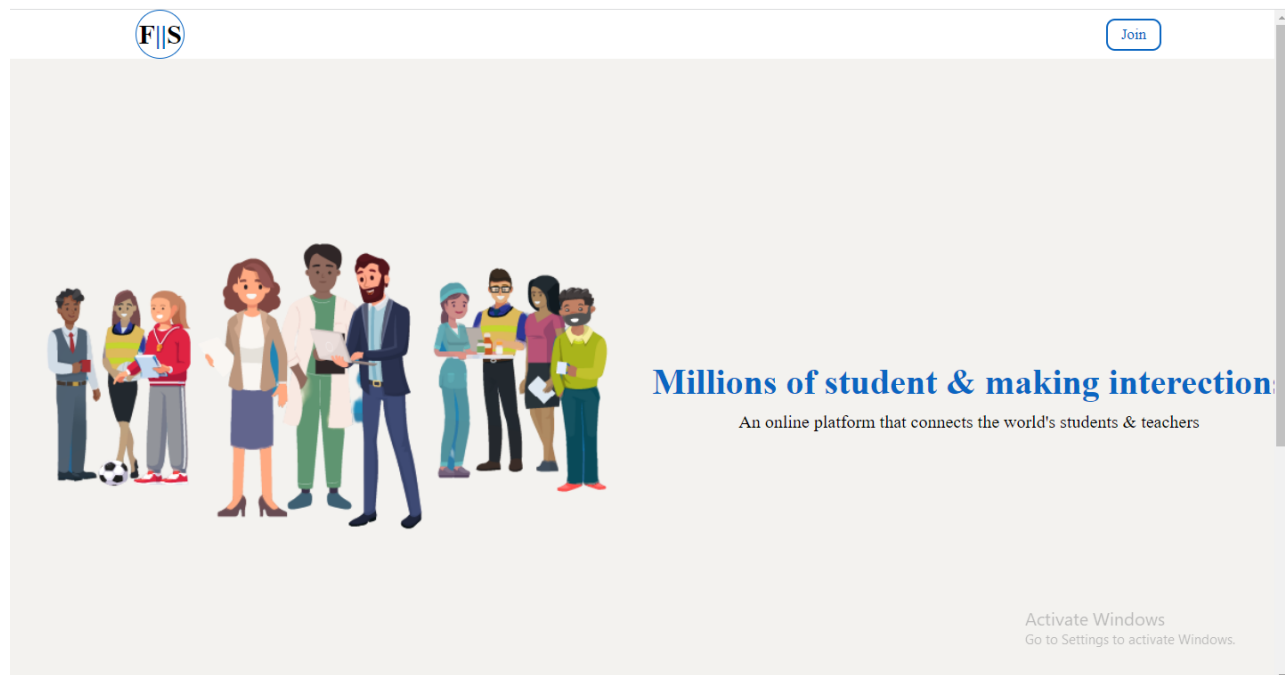 F||S
Join
Millions of student & making interection
An online platform that connects the world's students & teachers
Activate Windows
Go to Settings to activate Windows.